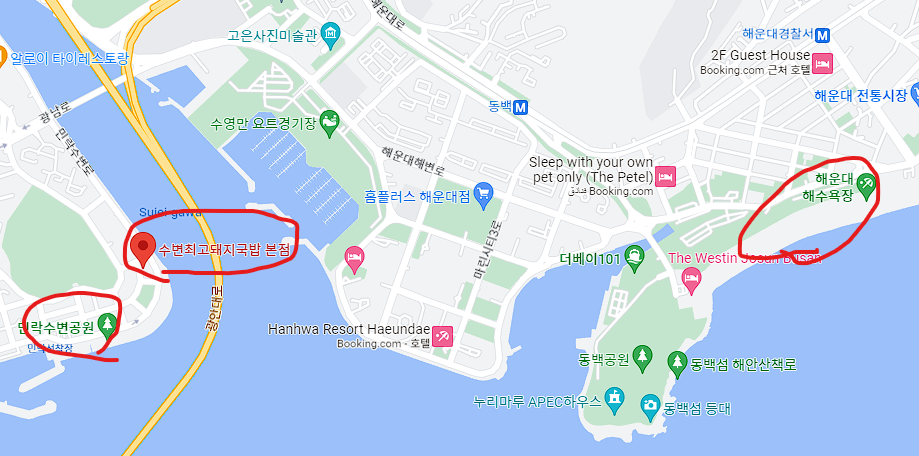 고은사진미술관
해운대로
알로이 타이레스토랑
해운대경찰서
2F Guest House
Booking.com 근처 호텔
해운대 전통시장
광남로
민락수변로
수영만 요트경기장
동백
해운대해변로
Sleep with your own
pet only (The Petel)
فندق Booking.com
해운대
해수욕장
홈플러스 해운대점
수변최고돼지국밥 본점
마린시티3로
더베이101
The Westin Josun Busan
광안대로
민락수변공원
민락선착장
Hanhwa Resort Haeundae
Booking.com · 호텔
동백공원
동백섬 해안산책로
누리마루 APEC하우스
동백섬 등대